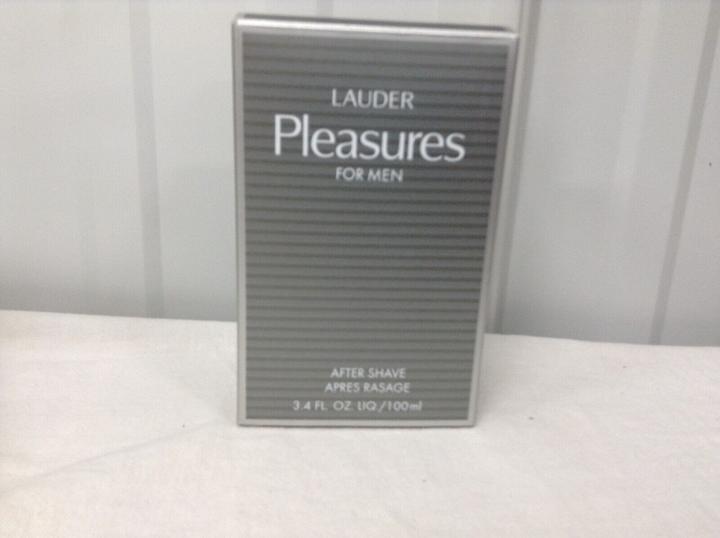 LAUDER
Pleasures
FOR MEN
AFTER SHAVE
APRES RASAGE
3.4 FL. OZ. LIQ./100ml